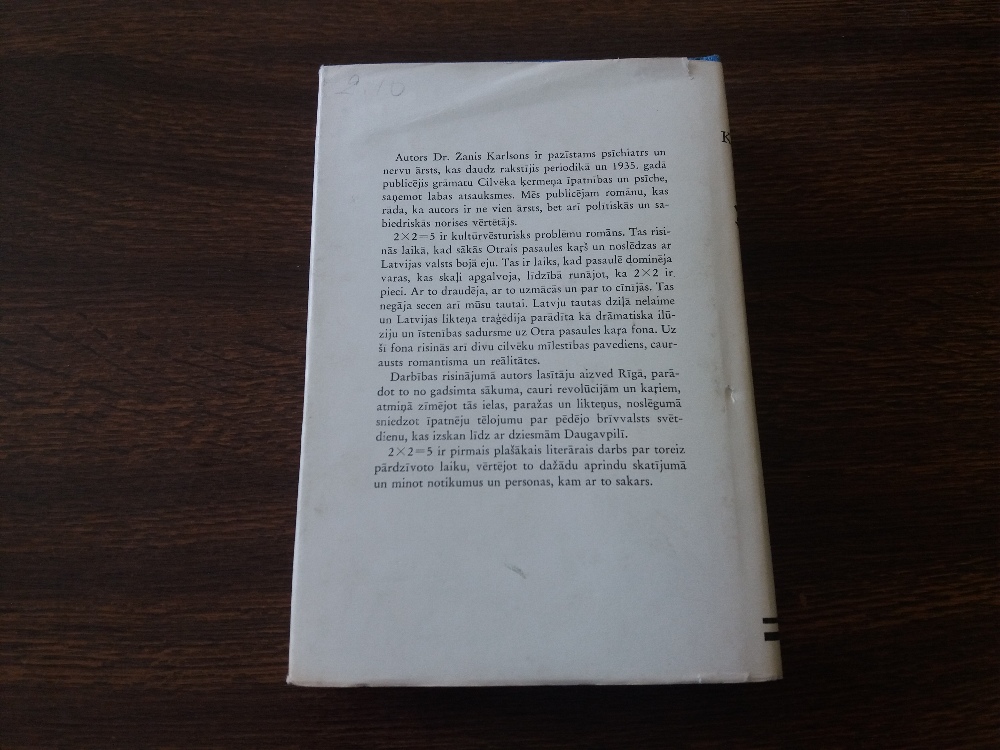 2.10
Autors Dr. Žanis Karlsons ir pazīstams psīchiatrs un
nervu ārsts, kas daudz rakstījis periodikā un 1935. gadā
publicējis grāmatu Cilvēka ķermeņa īpatnības un psīche,
saņemot labas atsauksmes. Mēs publicējam romānu, kas
rāda, ka autors ir ne vien ārsts, bet arī polītiskās un sa-
biedriskās norises vērtētājs.
2×2=5 ir kultūrvēsturisks problēmu romāns. Tas risi-
nās laikā, kad sākās Otrais pasaules kaŗš un noslēdzas ar
Latvijas valsts bojā eju. Tas ir laiks, kad pasaulē dominēja
varas, kas skaļi apgalvoja, līdzībā runājot, ka 2×2 ir
pieci. Ar to draudēja, ar to uzmācās un par to cīnījās. Tas
negāja secen arī mūsu tautai. Latvju tautas dziļā nelaime
un Latvijas likteņa traģēdija parādīta kā drāmatiska ilū-
ziju un īstenības sadursme uz Otra pasaules kaŗa fona. Uz
šī fona risinās arī divu cilvēku mīlestības pavediens, caur-
austs romantisma un reālitātes.
Darbības risinājumā autors lasītāju aizved Rīgā, parā-
dot to no gadsimta sākuma, cauri revolūcijām un kaŗiem,
atmiņā zīmējot tās ielas, paražas un likteņus, noslēgumā
sniedzot īpatnēju tēlojumu par pēdējo brīvvalsts svēt-
dienu, kas izskan līdz ar dziesmām Daugavpilī.
2×2=5 ir pirmais plašākais literārais darbs par toreiz
pārdzīvoto laiku, vērtējot to dažādu aprindu skatījumā
un minot notikumus un personas, kam ar to sakars.
K